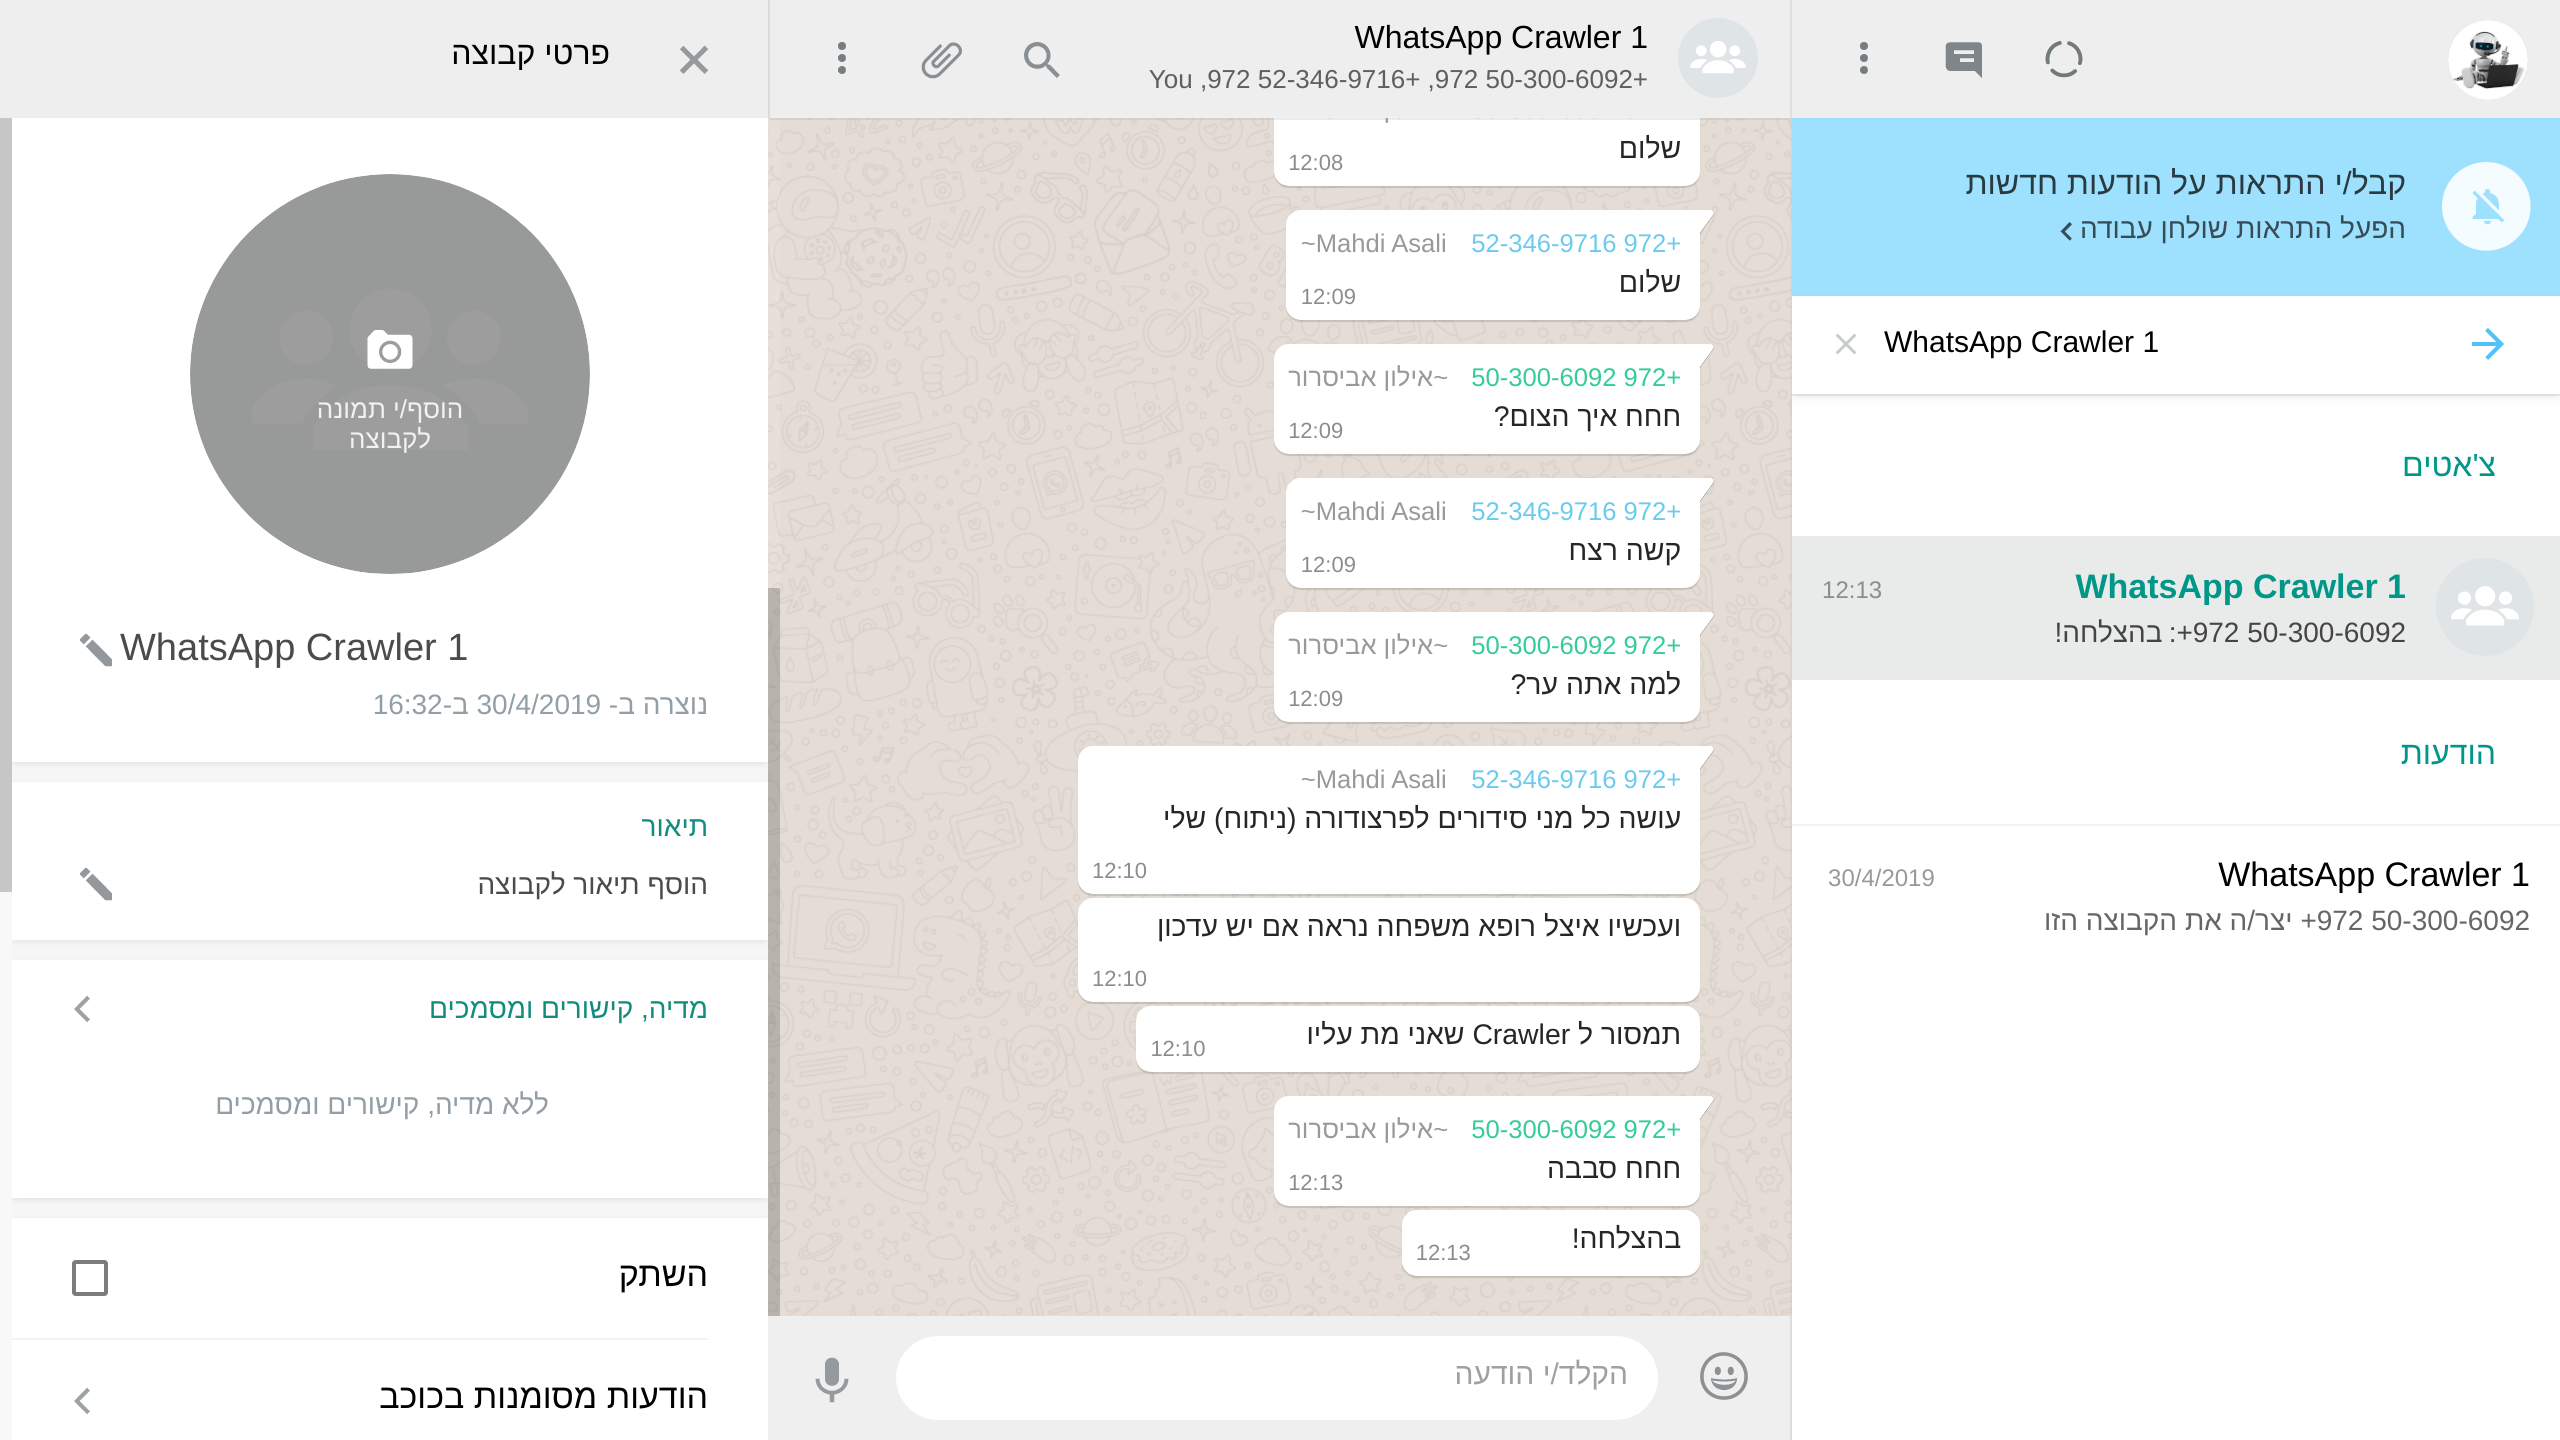 WhatsApp Crawler 1
+972 50-300-6092, +972 52-346-9716, You
פרטי קבוצה
קבל/י התראות על הודעות חדשות
הפעל התראות שולחן עבודה
WhatsApp Crawler 1
צ'אטים
WhatsApp Crawler 1
12:13
+972 50-300-6092: בהצלחה!
הודעות
WhatsApp Crawler 1
30/4/2019
+972 50-300-6092 יצר/ה את הקבוצה הזו
שלום
12:08
+972 52-346-9716 ~Mahdi Asali
שלום
12:09
+972 50-300-6092 ~אילון אביסרור
חחח איך הצום?
12:09
+972 52-346-9716 ~Mahdi Asali
קשה רצח
12:09
+972 50-300-6092 ~אילון אביסרור
למה אתה ער?
12:09
+972 52-346-9716 ~Mahdi Asali
עושה כל מני סידורים לפרצודורה (ניתוח) שלי
12:10
ועכשיו איצל רופא משפחה נראה אם יש עדכון
12:10
תמסור ל Crawler שאני מת עליו
12:10
+972 50-300-6092 ~אילון אביסרור
חחח סבבה
12:13
בהצלחה!
12:13
הקלד/י הודעה
הוסף/י תמונה
לקבוצה
WhatsApp Crawler 1
נוצרה ב- 30/4/2019 ב-16:32
תיאור
הוסף תיאור לקבוצה
מדיה, קישורים ומסמכים
ללא מדיה, קישורים ומסמכים
השתק
הודעות מסומנות בכוכב